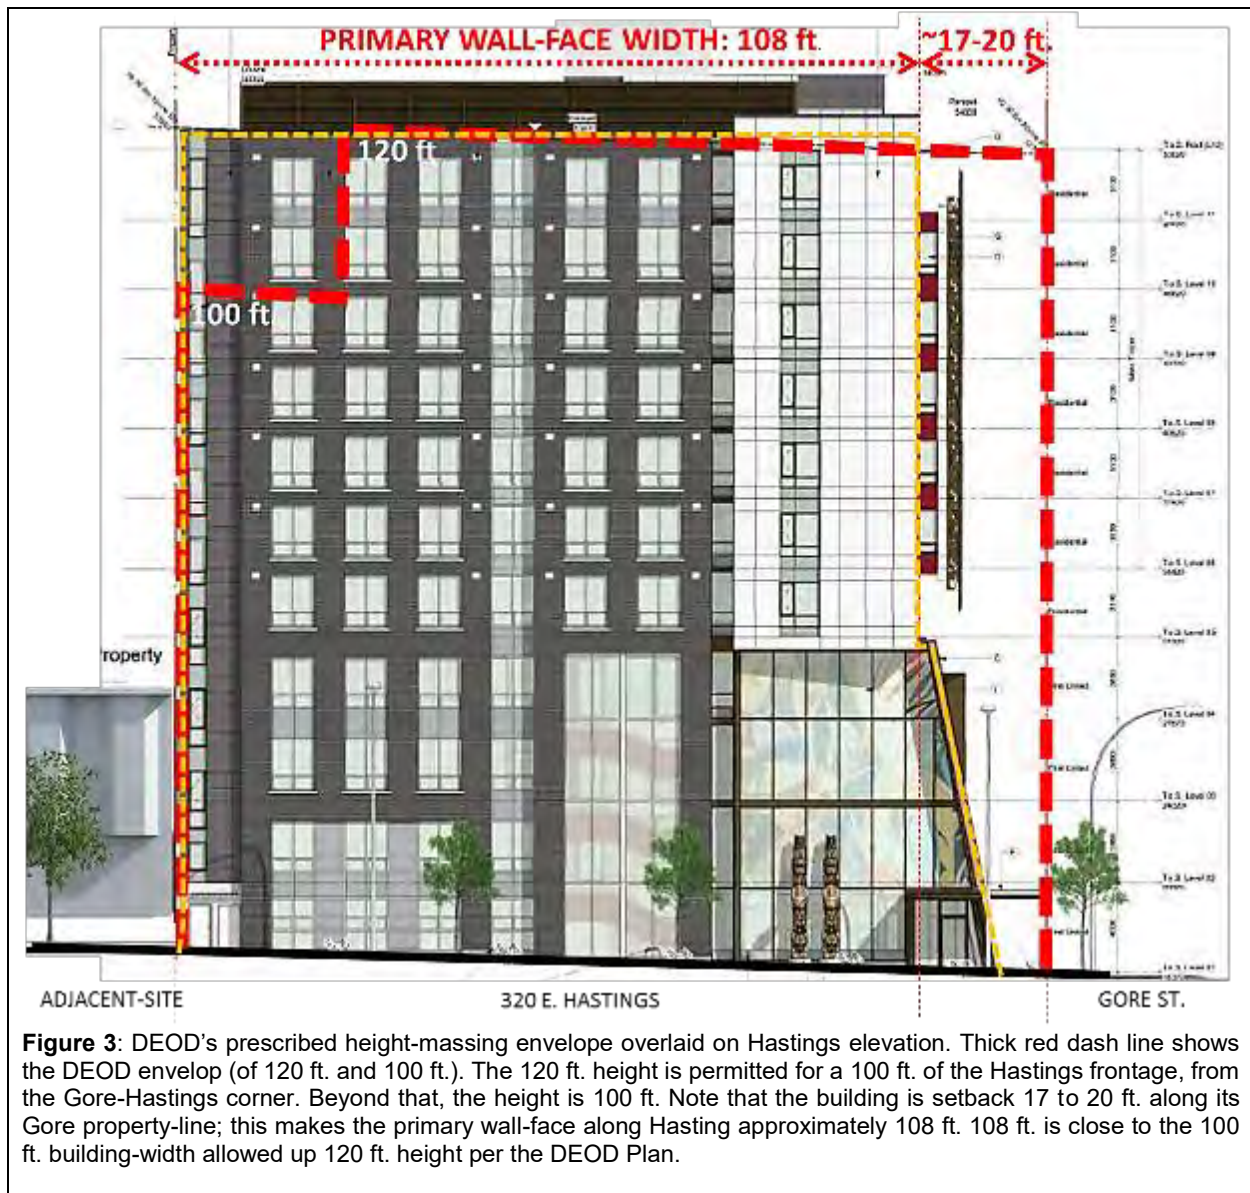 PRIMARY WALL-FACE WIDTH: 108 ft.
~17-20 ft.
120 ft
100 ft
roperty
ADJACENT-SITE
320 E. HASTINGS
GORE ST.
Figure 3: DEOD's prescribed height-massing envelope overlaid on Hastings elevation. Thick red dash line shows
the DEOD envelop (of 120 ft. and 100 ft.). The 120 ft. height is permitted for a 100 ft. of the Hastings frontage, from
the Gore-Hastings corner. Beyond that, the height is 100 ft. Note that the building is setback 17 to 20 ft. along its
Gore property-line; this makes the primary wall-face along Hasting approximately 108 ft. 108 ft. is close to the 100
ft. building-width allowed up 120 ft. height per the DEOD Plan.